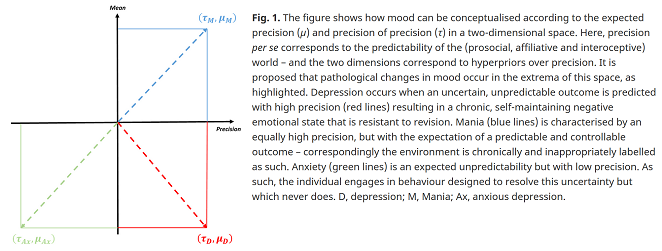 Mean
(τM, μM)
Precision
(τAx, μAx)
(τD, μD)
Fig. 1. The figure shows how mood can be conceptualised according to the expected
precision (μ) and precision of precision (τ) in a two-dimensional space. Here, precision
per se corresponds to the predictability of the (prosocial, affiliative and interoceptive)
world – and the two dimensions correspond to hyperpriors over precision. It is
proposed that pathological changes in mood occur in the extrema of this space, as
highlighted. Depression occurs when an uncertain, unpredictable outcome is predicted
with high precision (red lines) resulting in a chronic, self-maintaining negative
emotional state that is resistant to revision. Mania (blue lines) is characterised by an
equally high precision, but with the expectation of a predictable and controllable
outcome – correspondingly the environment is chronically and inappropriately labelled
as such. Anxiety (green lines) is an expected unpredictability but with low precision. As
such, the individual engages in behaviour designed to resolve this uncertainty but
which never does. D, depression; M, Mania; Ax, anxious depression.